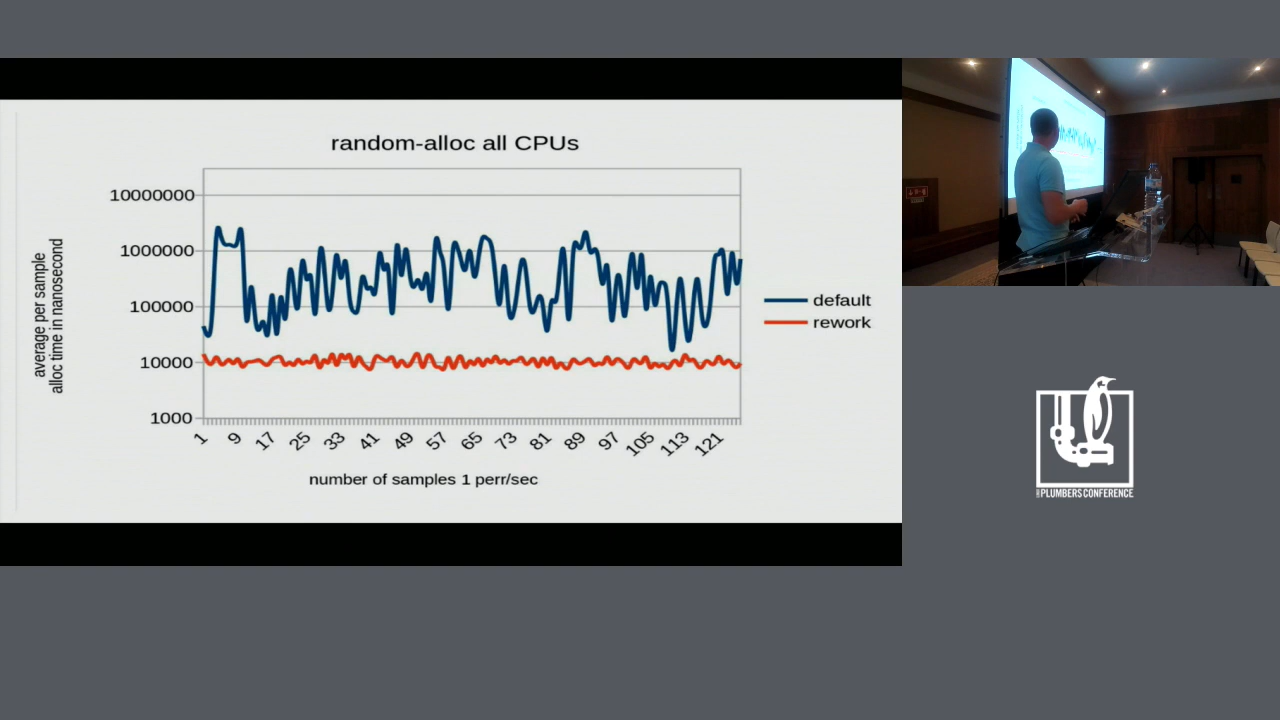 random-alloc all CPUs
average per sample
alloc time in nanosecond
10000000
1000000
100000
10000
1000
1 9 17 25 33 41 49 57 65 73 81 89 97 105 113 121
number of samples 1 perr/sec
default
rework
PLUMBERS CONFERENCE